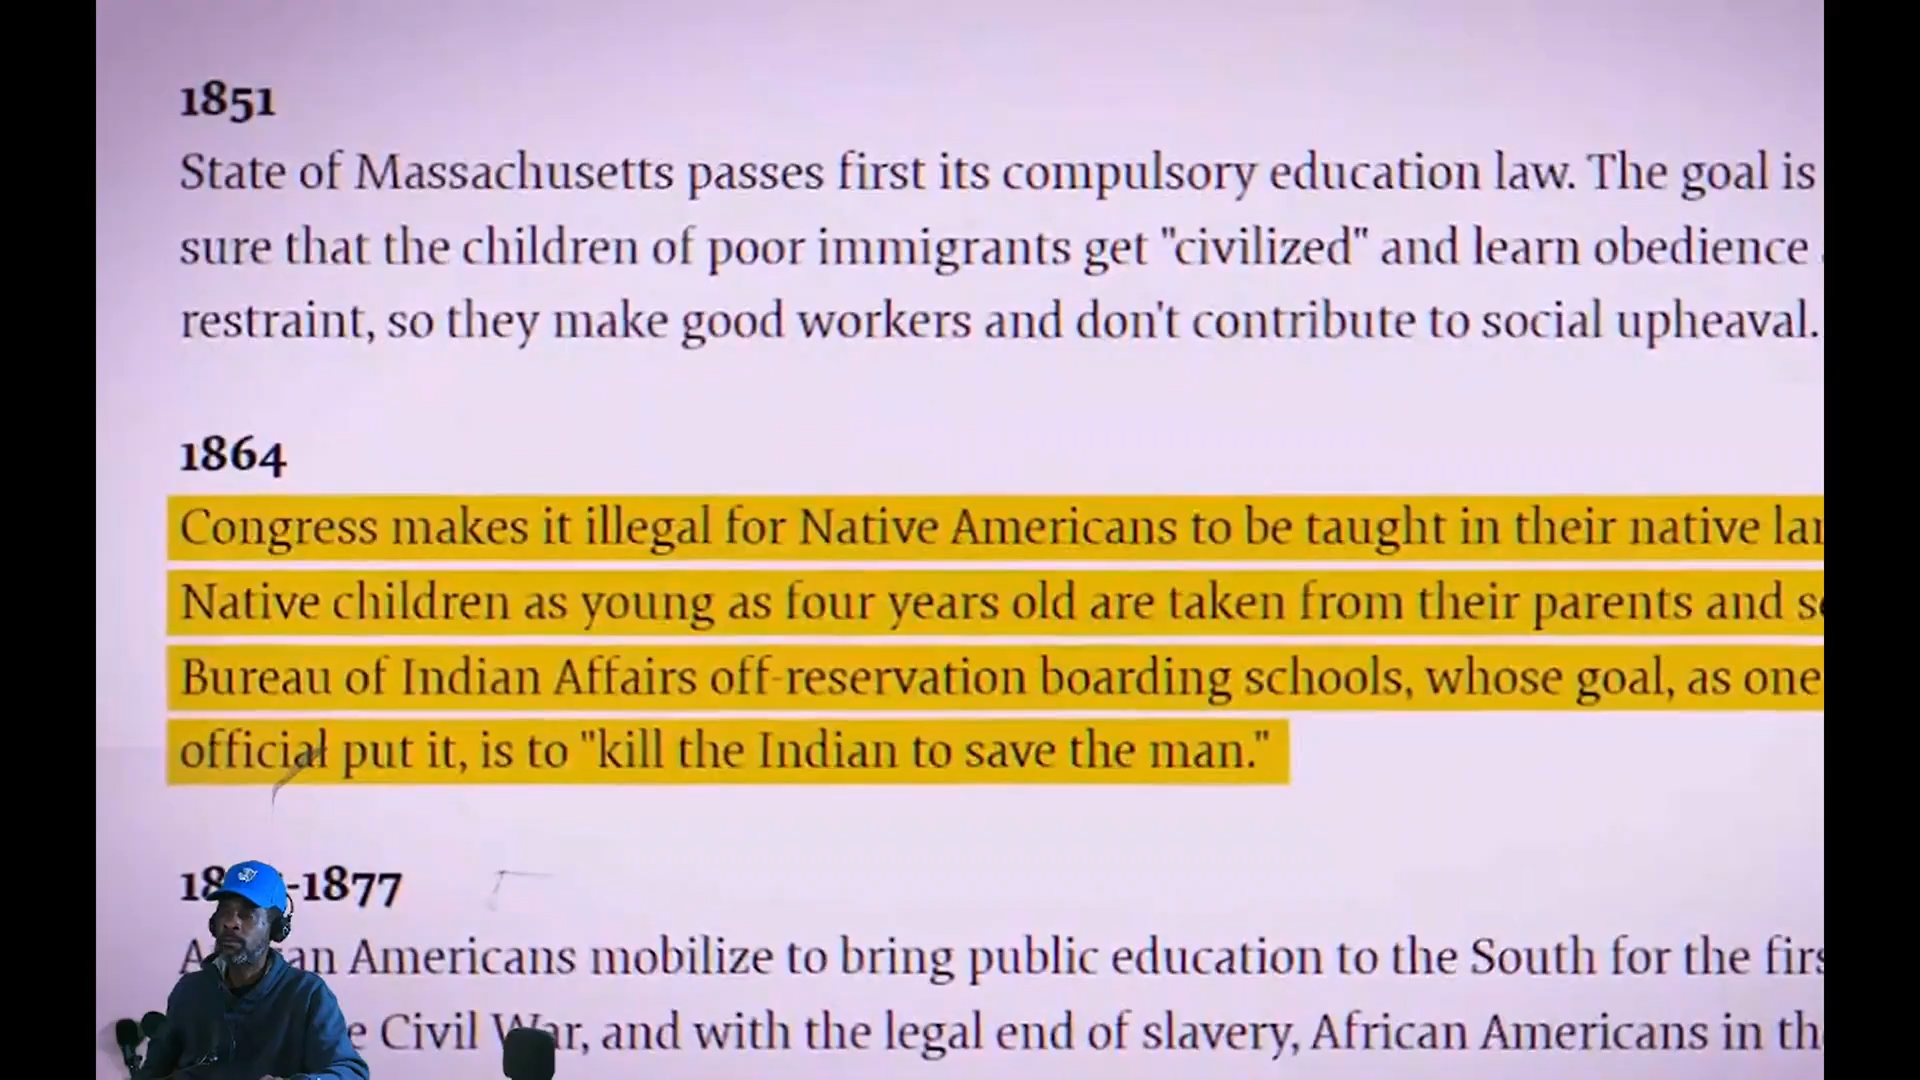 1851
State of Massachusetts passes first its compulsory education law. The goal is
sure that the children of poor immigrants get "civilized" and learn obedience
restraint, so they make good workers and don't contribute to social upheaval.
1864
Congress makes it illegal for Native Americans to be taught in their native
Native children as young as four years old are taken from their parents and
Bureau of Indian Affairs off-reservation boarding schools, whose goal, as one
official put it, is to "kill the Indian to save the man."
-1877
Americans mobilize to bring public education to the South for the
Civil War, and with the legal end of slavery, African Americans in